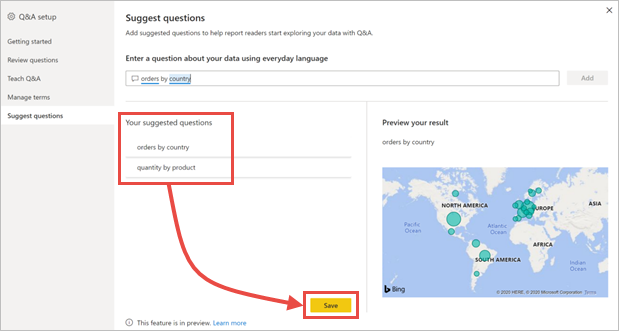 Q&A setup
Getting started
Review questions
Teach Q&A
Manage terms
Suggest questions
Suggest questions
Add suggested questions to help report readers start exploring your data with Q&A.
Enter a question about your data using everyday language
orders by country
Add
Your suggested questions
orders by country
quantity by product
Save
This feature is in preview. Learn more
Preview your result
orders by country
NORTH AMERICA
EUROPE
ASIA
Pacific
Ocean
Atlantic
Ocean
AFRICA
SOUTH AMERICA
Indian
Ocean
Bing
© 2020 HERE, © 2020 Microsoft Corporation Terms